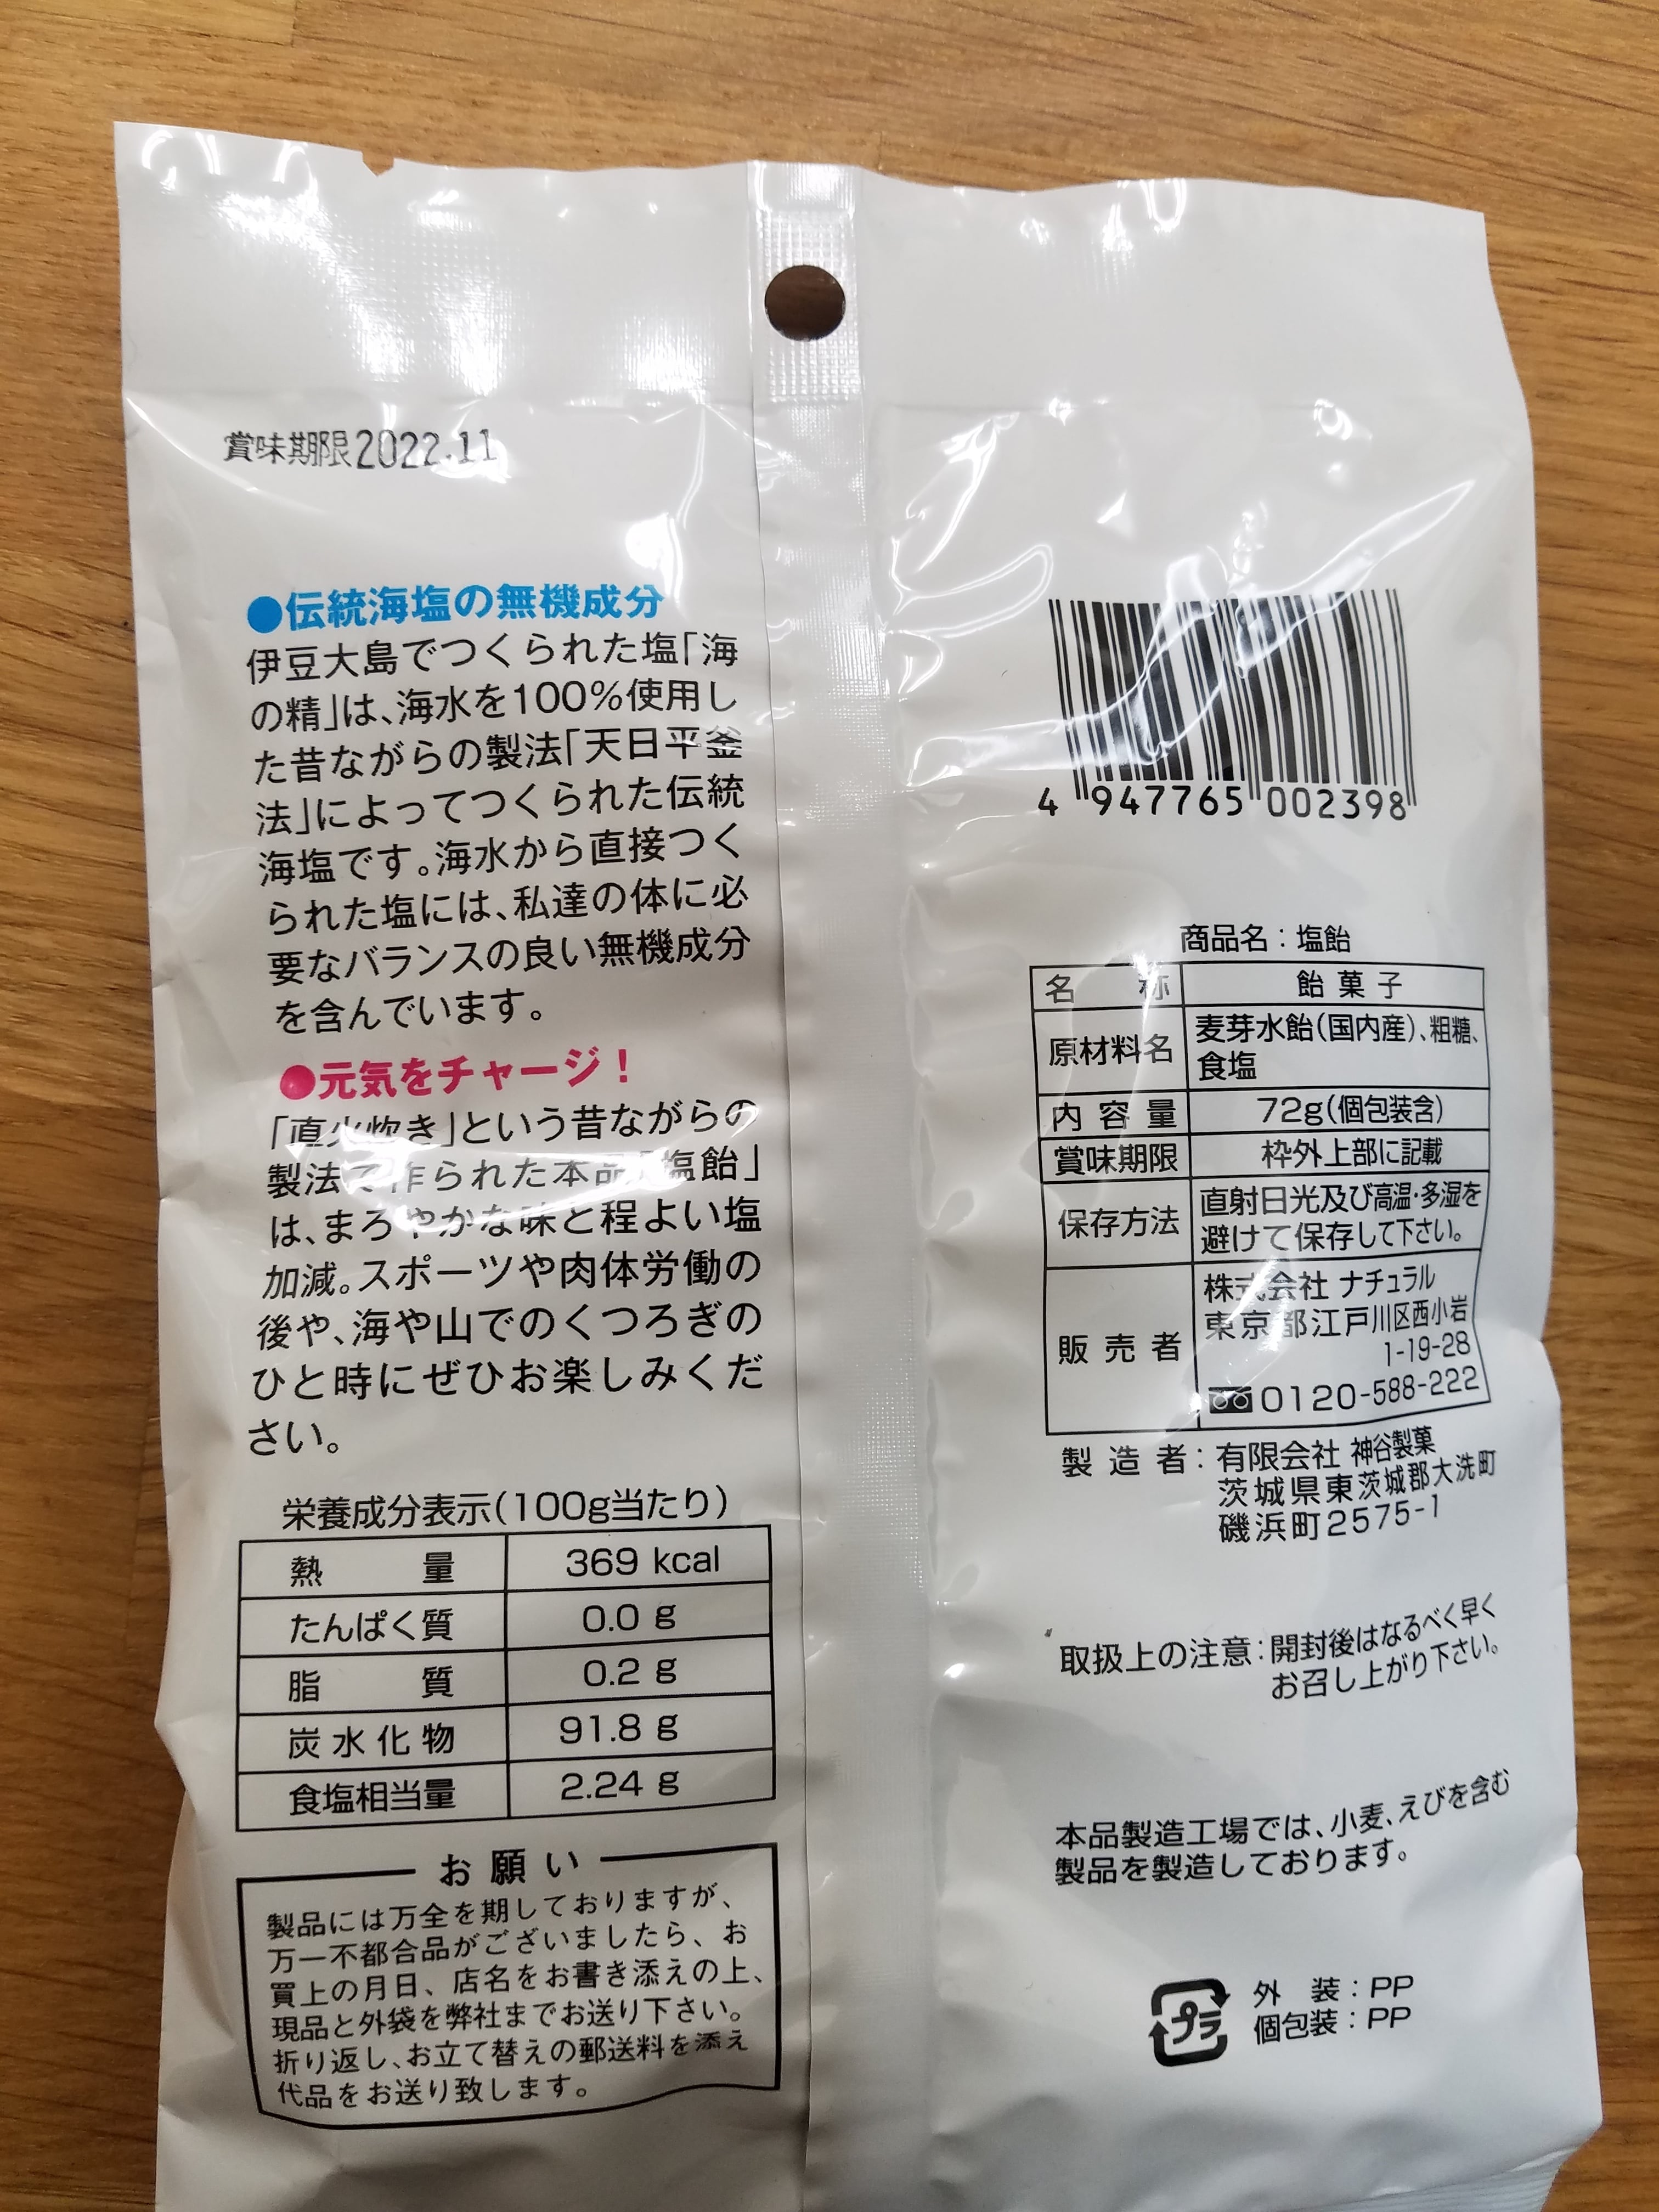 賞味期限2022.11
●伝統海塩の無機成分
伊豆大島でつくられた塩「海
の精」は、海水を100%使用し
た昔ながらの製法「天日平釜
法」によってつくられた伝統
海塩です。海水から直接つく
られた塩には、私達の体に必
要なバランスの良い無機成分
を含んでいます。
●元気をチャージ！
「直火炊き」という昔ながらの
製法で作られた本品「塩飴」
は、まろやかな味と程よい塩
加減。スポーツや肉体労働の
後や、海や山でのくつろぎの
ひと時にぜひお楽しみくだ
さい。
栄養成分表示(100g当たり)
熱量 369 kcal
たんぱく質 0.0 g
脂質 0.2 g
炭水化物 91.8 g
食塩相当量 2.24 g
お願い
製品には万全を期しておりますが、
万一不都合品がございましたら、お
買上の月日、店名をお書き添えの上、
現品と外袋を弊社までお送り下さい。
折り返し、お立て替えの郵送料を添え
代品をお送り致します。
4 947765 002398
商品名：塩飴
名称 飴菓子
原材料名 麦芽水飴(国内産)、粗糖、
食塩
内容量 72g(個包装含)
賞味期限 枠外上部に記載
保存方法 直射日光及び高温・多湿を
避けて保存して下さい。
販売者 株式会社 ナチュラル
東京都江戸川区西小岩
1-19-28
0120-588-222
製造者：有限会社 神谷製菓
茨城県東茨城郡大洗町
磯浜町2575-1
取扱上の注意：開封後はなるべく早く
お召し上がり下さい。
本品製造工場では、小麦、えびを含む
製品を製造しております。
プラ
外装：PP
個包装：PP